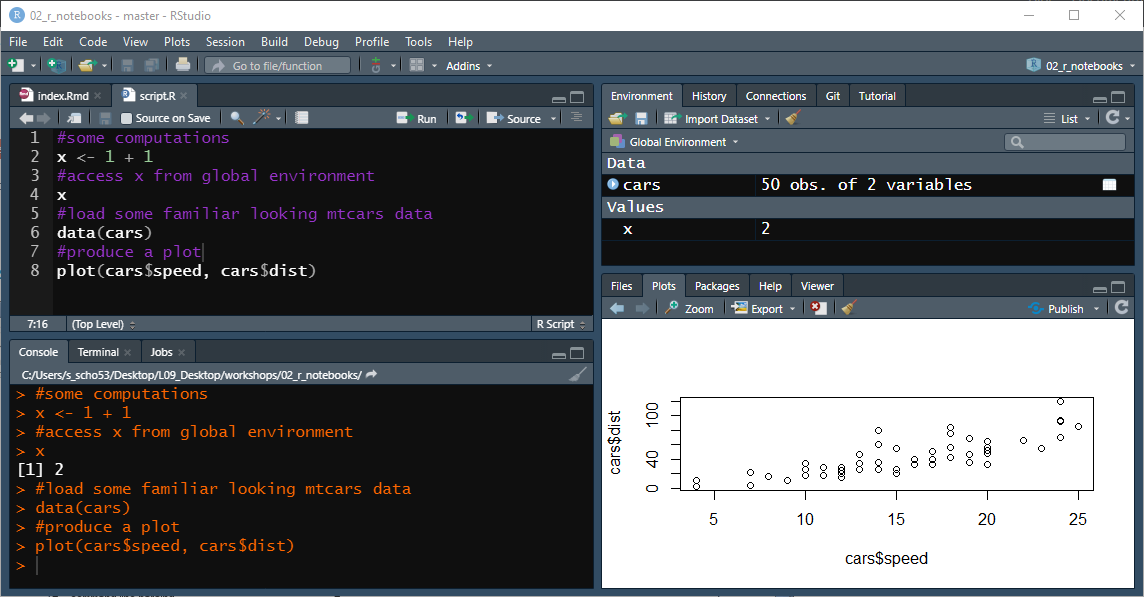 02_r_notebooks - master - RStudio
File Edit Code View Plots Session Build Debug Profile Tools Help
Go to file/function Addins 02_r_notebooks
index.Rmd script.R
Source on Save Run Source
1 #some computations
2 x <- 1 + 1
3 #access x from global environment
4 x
5 #load some familiar looking mtcars data
6 data(cars)
7 #produce a plot
8 plot(cars$speed, cars$dist)
7:16 (Top Level) R Script
Console Terminal Jobs
C:/Users/s_scho53/Desktop/L09_Desktop/workshops/02_r_notebooks/
> #some computations
> x <- 1 + 1
> #access x from global environment
> x
[1] 2
> #load some familiar looking mtcars data
> data(cars)
> #produce a plot
> plot(cars$speed, cars$dist)
>
Environment History Connections Git Tutorial
Import Dataset List
Global Environment
Data
cars 50 obs. of 2 variables
Values
x 2
Files Plots Packages Help Viewer
Zoom Export Publish
cars$dist
100
40
0
5 10 15 20 25
cars$speed